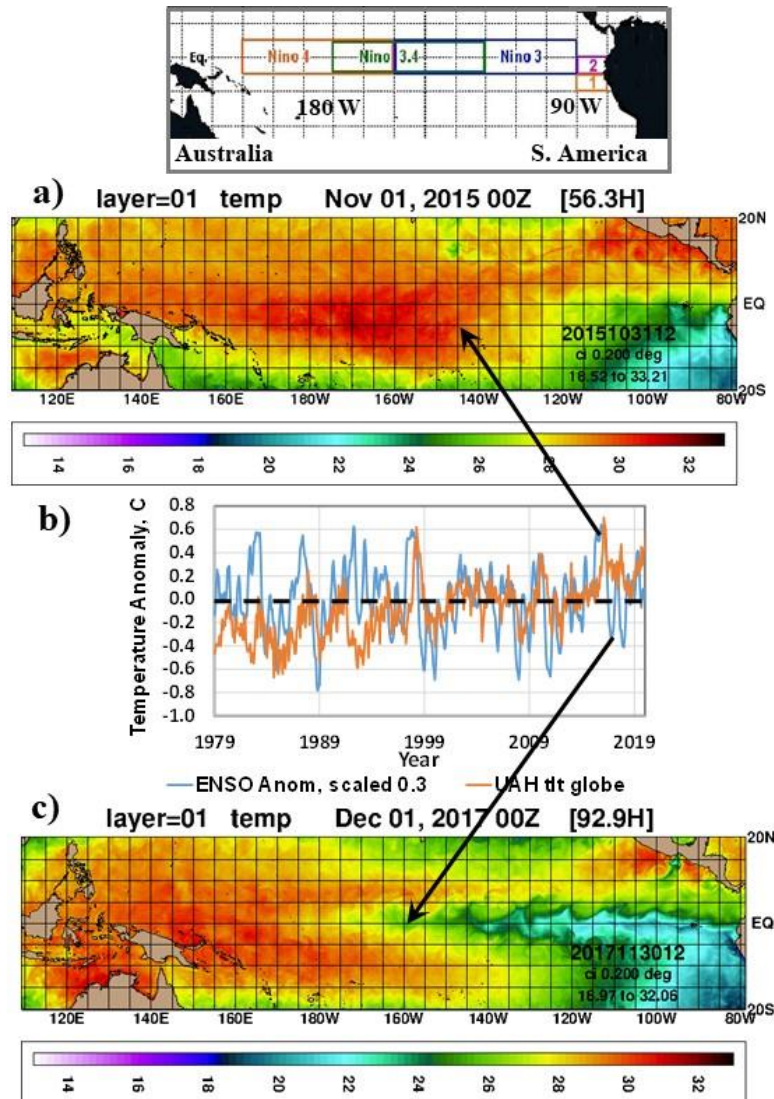 Eq. Nino 4 Nino 3.4 Nino 3 2
1
180 W 90 W
Australia S. America
a) layer=01 temp Nov 01, 2015 00Z [56.3H]
20N
EQ
2015103112
ci 0.200 deg
18.52 to 33.21
20S
120E 140E 160E 180W 160W 140W 120W 100W 80W
14 16 18 20 22 24 26 28 30 32
b)
Temperature Anomaly, C
0.8
0.6
0.4
0.2
0.0
-0.2
-0.4
-0.6
-0.8
-1.0
1979 1989 1999 2009 2019
Year
ENSO Anom, scaled 0.3 UAH tlt globe
c) layer=01 temp Dec 01, 2017 00Z [92.9H]
20N
EQ
2017113012
ci 0.200 deg
16.97 to 32.06
20S
120E 140E 160E 180W 160W 140W 120W 100W 80W
14 16 18 20 22 24 26 28 30 32